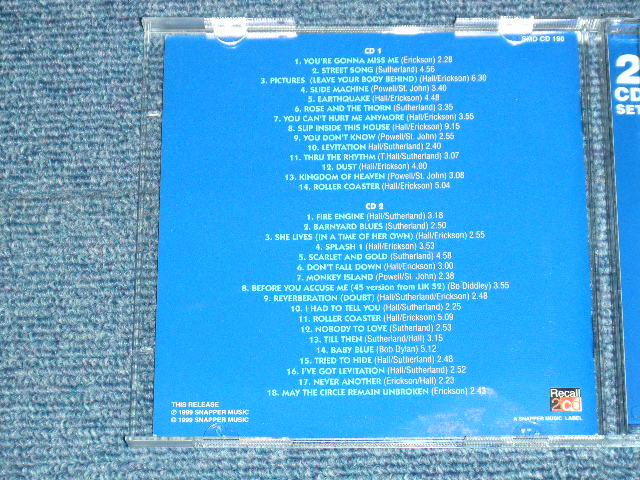 SMD CD 190
CD 1
1. YOU'RE GONNA MISS ME (Erickson) 2.28
2. STREET SONG (Sutherland) 4.56
3. PICTURES (LEAVE YOUR BODY BEHIND) (Hall/Erickson) 6.30
4. SLIDE MACHINE (Powell/St. John) 3.40
5. EARTHQUAKE (Hall/Erickson) 4.48
6. ROSE AND THE THORN (Sutherland) 3.35
7. YOU CAN'T HURT ME ANYMORE (Hall/Erickson) 3.55
8. SLIP INSIDE THIS HOUSE (Hall/Erickson) 9.15
9. YOU DON'T KNOW (Powell/St. John) 2.55
10. LEVITATION Hall/Sutherland) 2.40
11. THRU THE RHYTHM (T.Hall/Sutherland) 3.07
12. DUST (Hall/Erickson) 4.00
13. KINGDOM OF HEAVEN (Powell/St. John) 3.08
14. ROLLER COASTER (Hall/Erickson) 5.04
CD 2
1. FIRE ENGINE (Hall/Sutherland) 3.18
2. BARNYARD BLUES (Sutherland) 2.50
3. SHE LIVES (IN A TIME OF HER OWN) (Hall/Erickson) 2.55
4. SPLASH 1 (Hall/Erickson) 3.53
5. SCARLET AND GOLD (Sutherland) 4.58
6. DON'T FALL DOWN (Hall/Erickson) 3.00
7. MONKEY ISLAND (Powell/St. John) 2.38
8. BEFORE YOU ACCUSE ME (45 version from LIK 52) (Bo Diddley) 3.55
9. REVERBERATION (DOUBT) (Hall/Sutherland/Erickson) 2.48
10. I HAD TO TELL YOU (Hall/Sutherland) 2.25
11. ROLLER COASTER (Hall/Erickson) 5.09
12. NOBODY TO LOVE (Sutherland) 2.53
13. TILL THEN (Sutherland/Hall) 3.15
14. BABY BLUE (Bob Dylan) 5.12
15. TRIED TO HIDE (Hall/Sutherland) 2.48
16. I'VE GOT LEVITATION (Hall/Sutherland) 2.52
17. NEVER ANOTHER (Erickson/Hall) 2.23
18. MAY THE CIRCLE REMAIN UNBROKEN (Erickson) 2.43
THIS RELEASE
℗ 1999 SNAPPER MUSIC
© 1999 SNAPPER MUSIC
Recall
2cd
A SNAPPER MUSIC LABEL
2
CD
SET